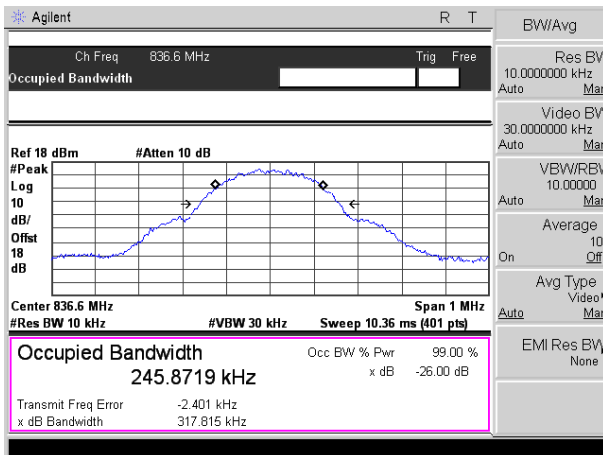 Agilent R T
Ch Freq 836.6 MHz Trig Free
Occupied Bandwidth
Ref 18 dBm #Atten 10 dB
#Peak
Log
10
dB/
Offst
18
dB
Center 836.6 MHz Span 1 MHz
#Res BW 10 kHz #VBW 30 kHz Sweep 10.36 ms (401 pts)
Occupied Bandwidth Occ BW % Pwr 99.00 %
245.8719 kHz x dB -26.00 dB
Transmit Freq Error -2.401 kHz
x dB Bandwidth 317.815 kHz
BW/Avg
Res BW
10.0000000 kHz
Auto Man
Video BW
30.0000000 kHz
Auto Man
VBW/RBW
10.00000
Auto Man
Average
10
On Off
Avg Type
Video
Auto Man
EMI Res BW
None